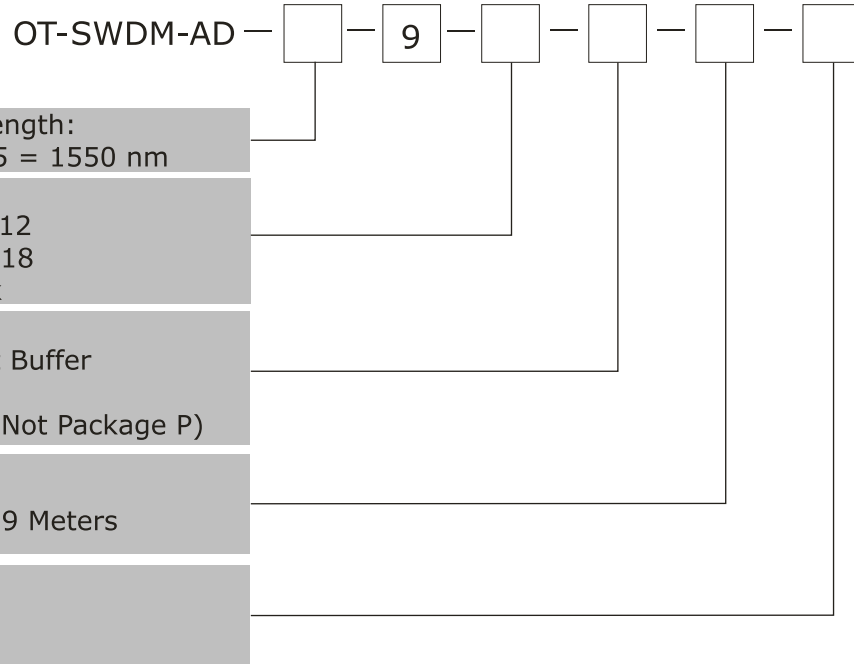 OT-SWDM-AD — — 9 — — — —
ength:
5 = 1550 nm
12
18
Buffer
Not Package P)
9 Meters